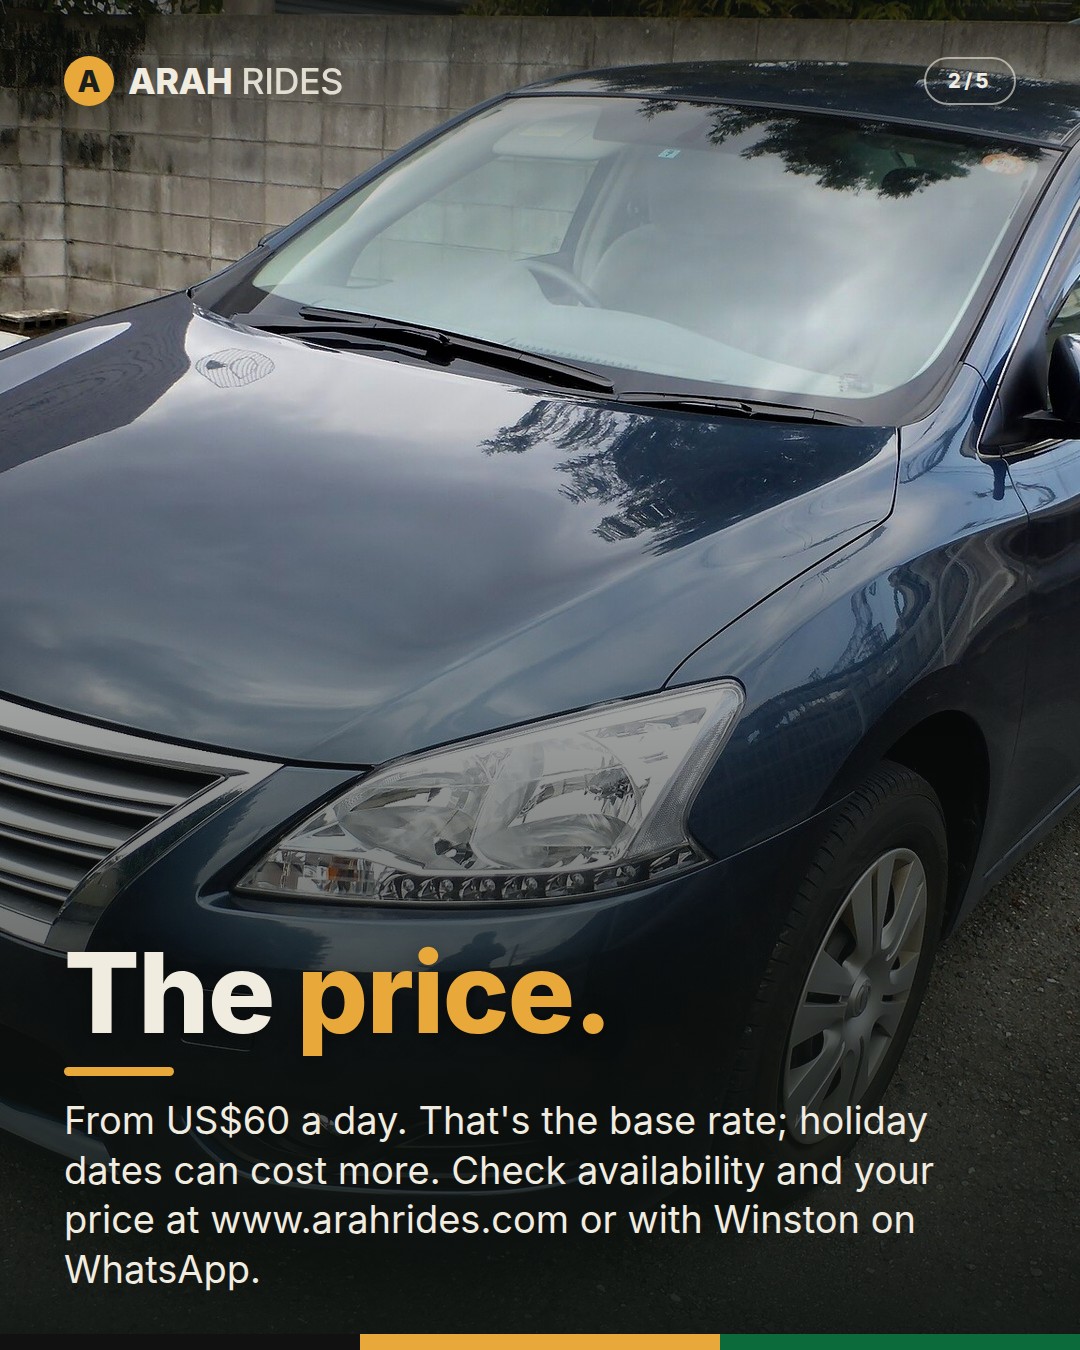 A ARAH RIDES
2/5
The price.
From US$60 a day. That's the base rate; holiday
dates can cost more. Check availability and your
price at www.arahrides.com or with Winston on
WhatsApp.